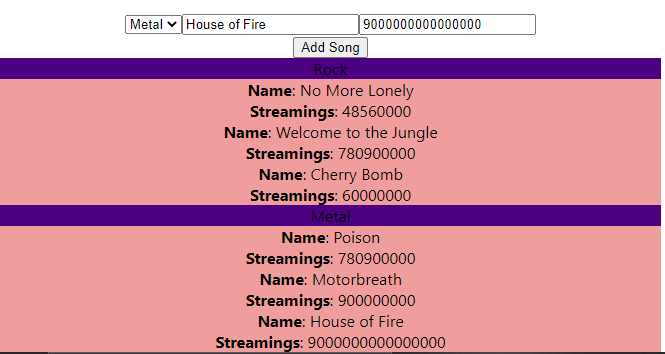 Metal House of Fire 9000000000000000
Add Song
Rock
Name: No More Lonely
Streamings: 48560000
Name: Welcome to the Jungle
Streamings: 780900000
Name: Cherry Bomb
Streamings: 60000000
Metal
Name: Poison
Streamings: 780900000
Name: Motorbreath
Streamings: 900000000
Name: House of Fire
Streamings: 9000000000000000